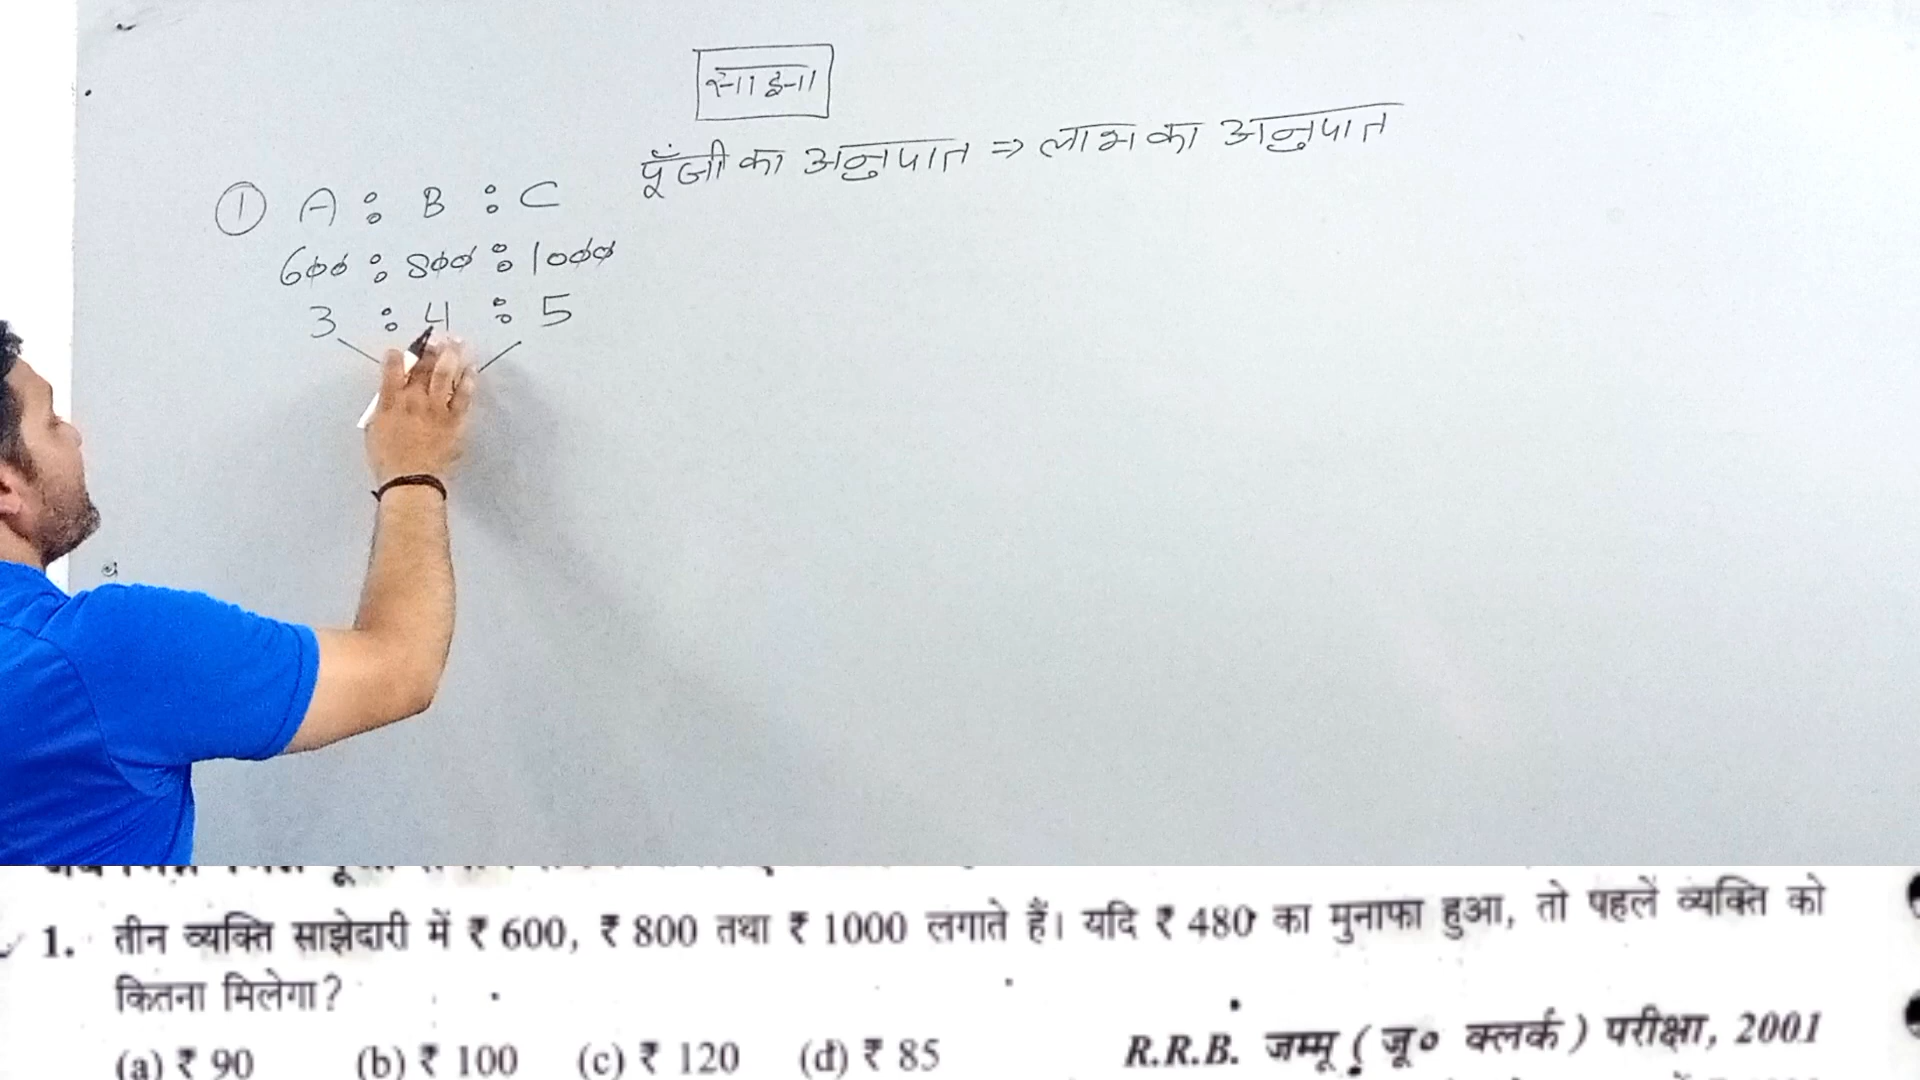 साझा
पूँजी का अनुपात ⇒ लाभ का अनुपात
① A : B : C
600 : 800 : 1000
3 : 4 : 5
1. तीन व्यक्ति साझेदारी में ₹ 600, ₹ 800 तथा ₹ 1000 लगाते हैं। यदि ₹ 480 का मुनाफा हुआ, तो पहले व्यक्ति को
कितना मिलेगा?
(a) ₹ 90 (b) ₹ 100 (c) ₹ 120 (d) ₹ 85 R.R.B. जम्मू ( जू० क्लर्क ) परीक्षा, 2001